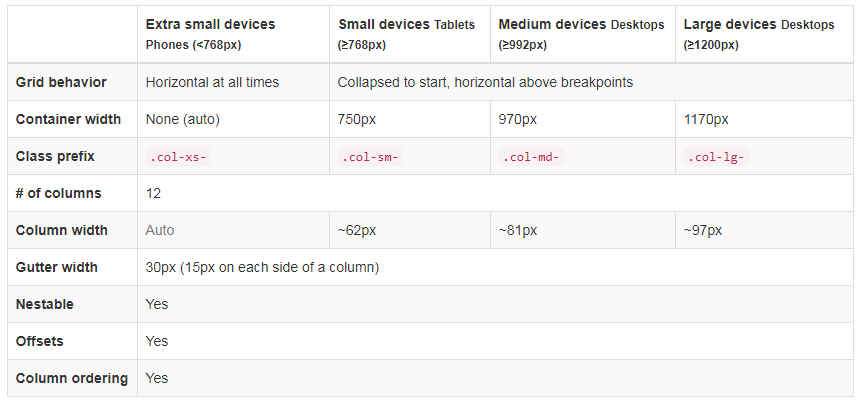 Extra small devices Small devices Tablets Medium devices Desktops Large devices Desktops
Phones (<768px) (≥768px) (≥992px) (≥1200px)
Grid behavior Horizontal at all times Collapsed to start, horizontal above breakpoints
Container width None (auto) 750px 970px 1170px
Class prefix .col-xs- .col-sm- .col-md- .col-lg-
# of columns 12
Column width Auto ~62px ~81px ~97px
Gutter width 30px (15px on each side of a column)
Nestable Yes
Offsets Yes
Column ordering Yes